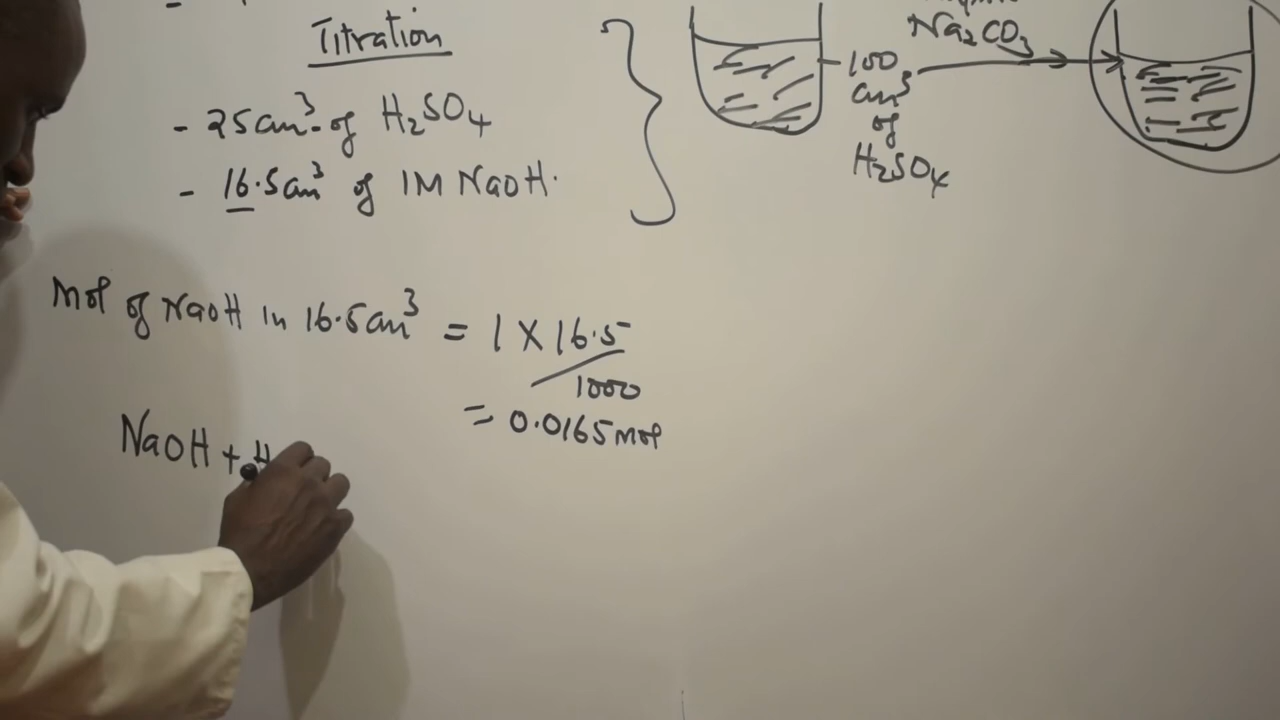 Titration
- 25cm³ of H₂SO₄
- 16.5cm³ of 1M NaOH.
Na₂CO₃
100
cm³
of
H₂SO₄
Mol of NaOH in 16.5cm³ = 1 X 16.5
1000
= 0.0165 mol
NaOH + H